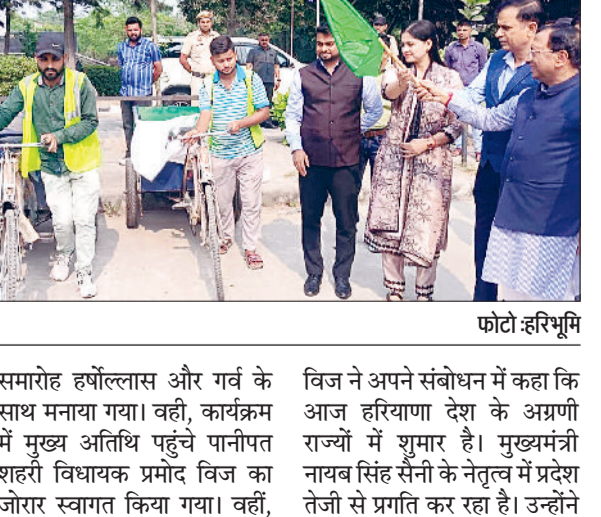 फोटो :हरिभूमि
समारोह हर्षोल्लास और गर्व के
साथ मनाया गया। वही, कार्यक्रम
में मुख्य अतिथि पहुंचे पानीपत
शहरी विधायक प्रमोद विज का
जोरार स्वागत किया गया। वहीं,
विज ने अपने संबोधन में कहा कि
आज हरियाणा देश के अग्रणी
राज्यों में शुमार है। मुख्यमंत्री
नायब सिंह सैनी के नेतृत्व में प्रदेश
तेजी से प्रगति कर रहा है। उन्होंने